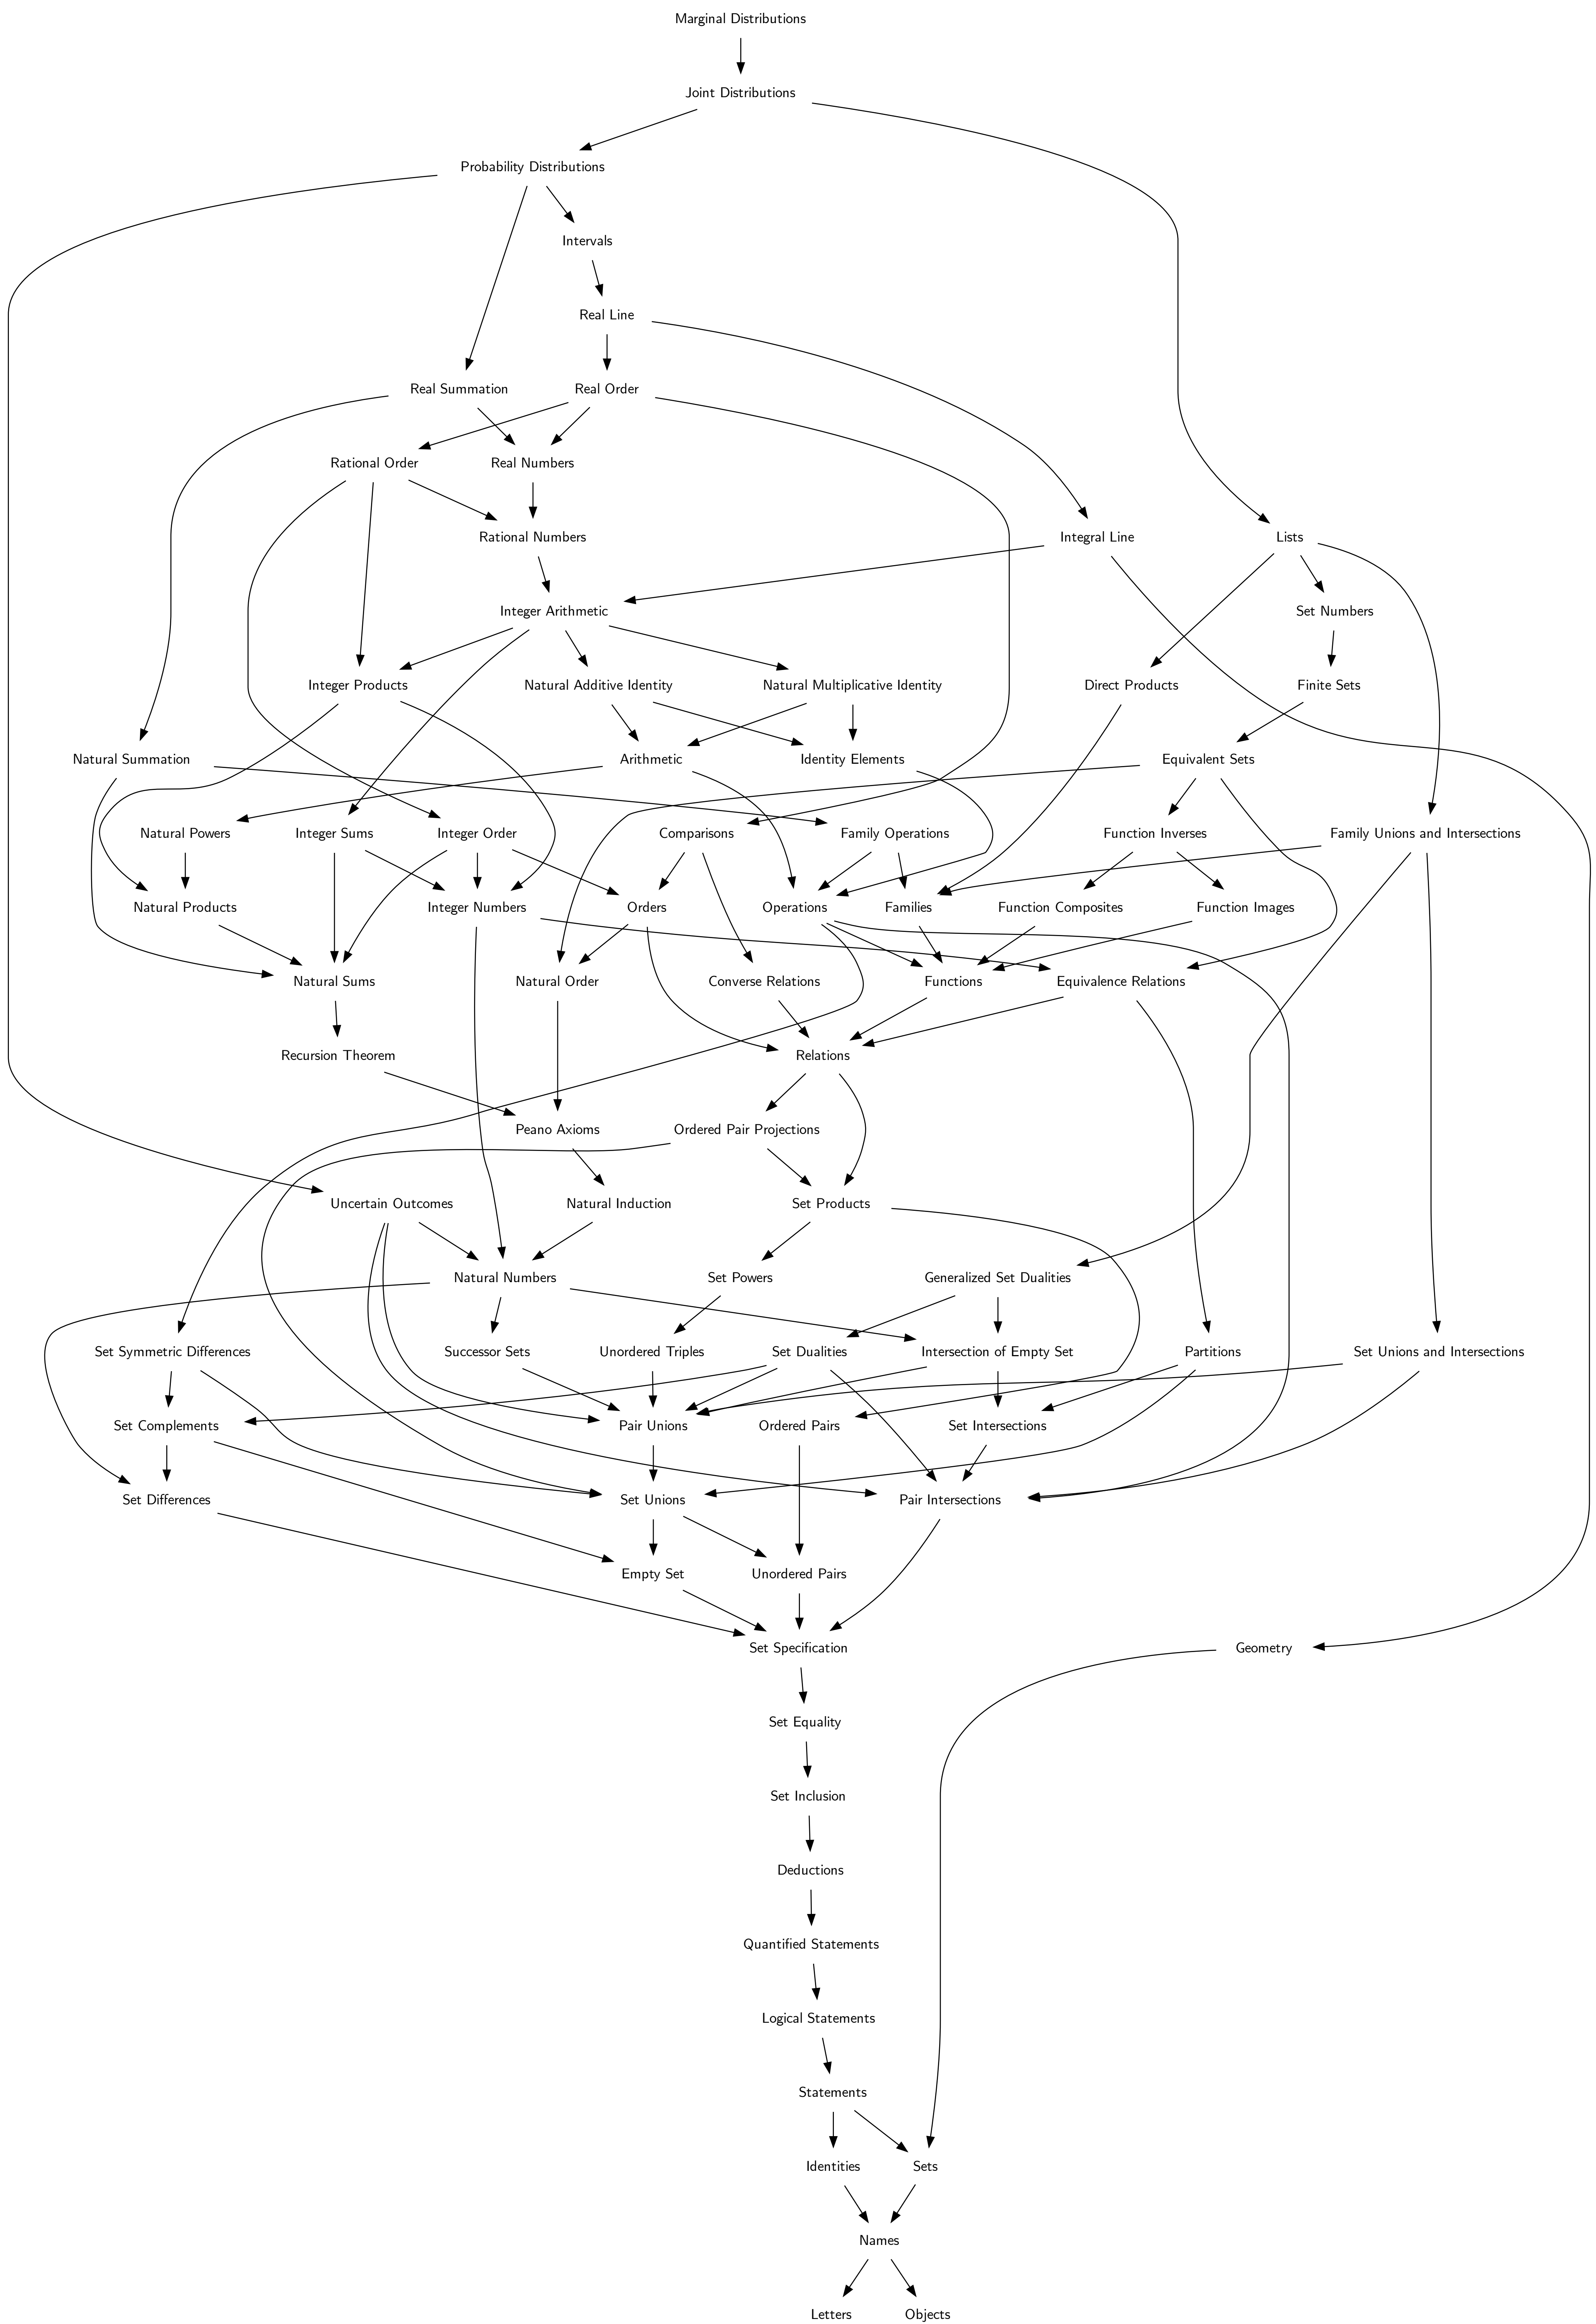 Marginal Distributions
Joint Distributions
Probability Distributions
Intervals
Real Line
Real Summation
Real Order
Rational Order
Real Numbers
Rational Numbers
Integral Line
Lists
Integer Arithmetic
Set Numbers
Integer Products
Natural Additive Identity
Natural Multiplicative Identity
Direct Products
Finite Sets
Natural Summation
Arithmetic
Identity Elements
Equivalent Sets
Natural Powers
Integer Sums
Integer Order
Comparisons
Family Operations
Function Inverses
Family Unions and Intersections
Natural Products
Integer Numbers
Orders
Operations
Families
Function Composites
Function Images
Natural Sums
Natural Order
Converse Relations
Functions
Equivalence Relations
Recursion Theorem
Relations
Peano Axioms
Ordered Pair Projections
Uncertain Outcomes
Natural Induction
Set Products
Natural Numbers
Set Powers
Generalized Set Dualities
Set Symmetric Differences
Successor Sets
Unordered Triples
Set Dualities
Intersection of Empty Set
Partitions
Set Unions and Intersections
Set Complements
Pair Unions
Ordered Pairs
Set Intersections
Set Differences
Set Unions
Pair Intersections
Empty Set
Unordered Pairs
Set Specification
Geometry
Set Equality
Set Inclusion
Deductions
Quantified Statements
Logical Statements
Statements
Identities
Sets
Names
Letters
Objects